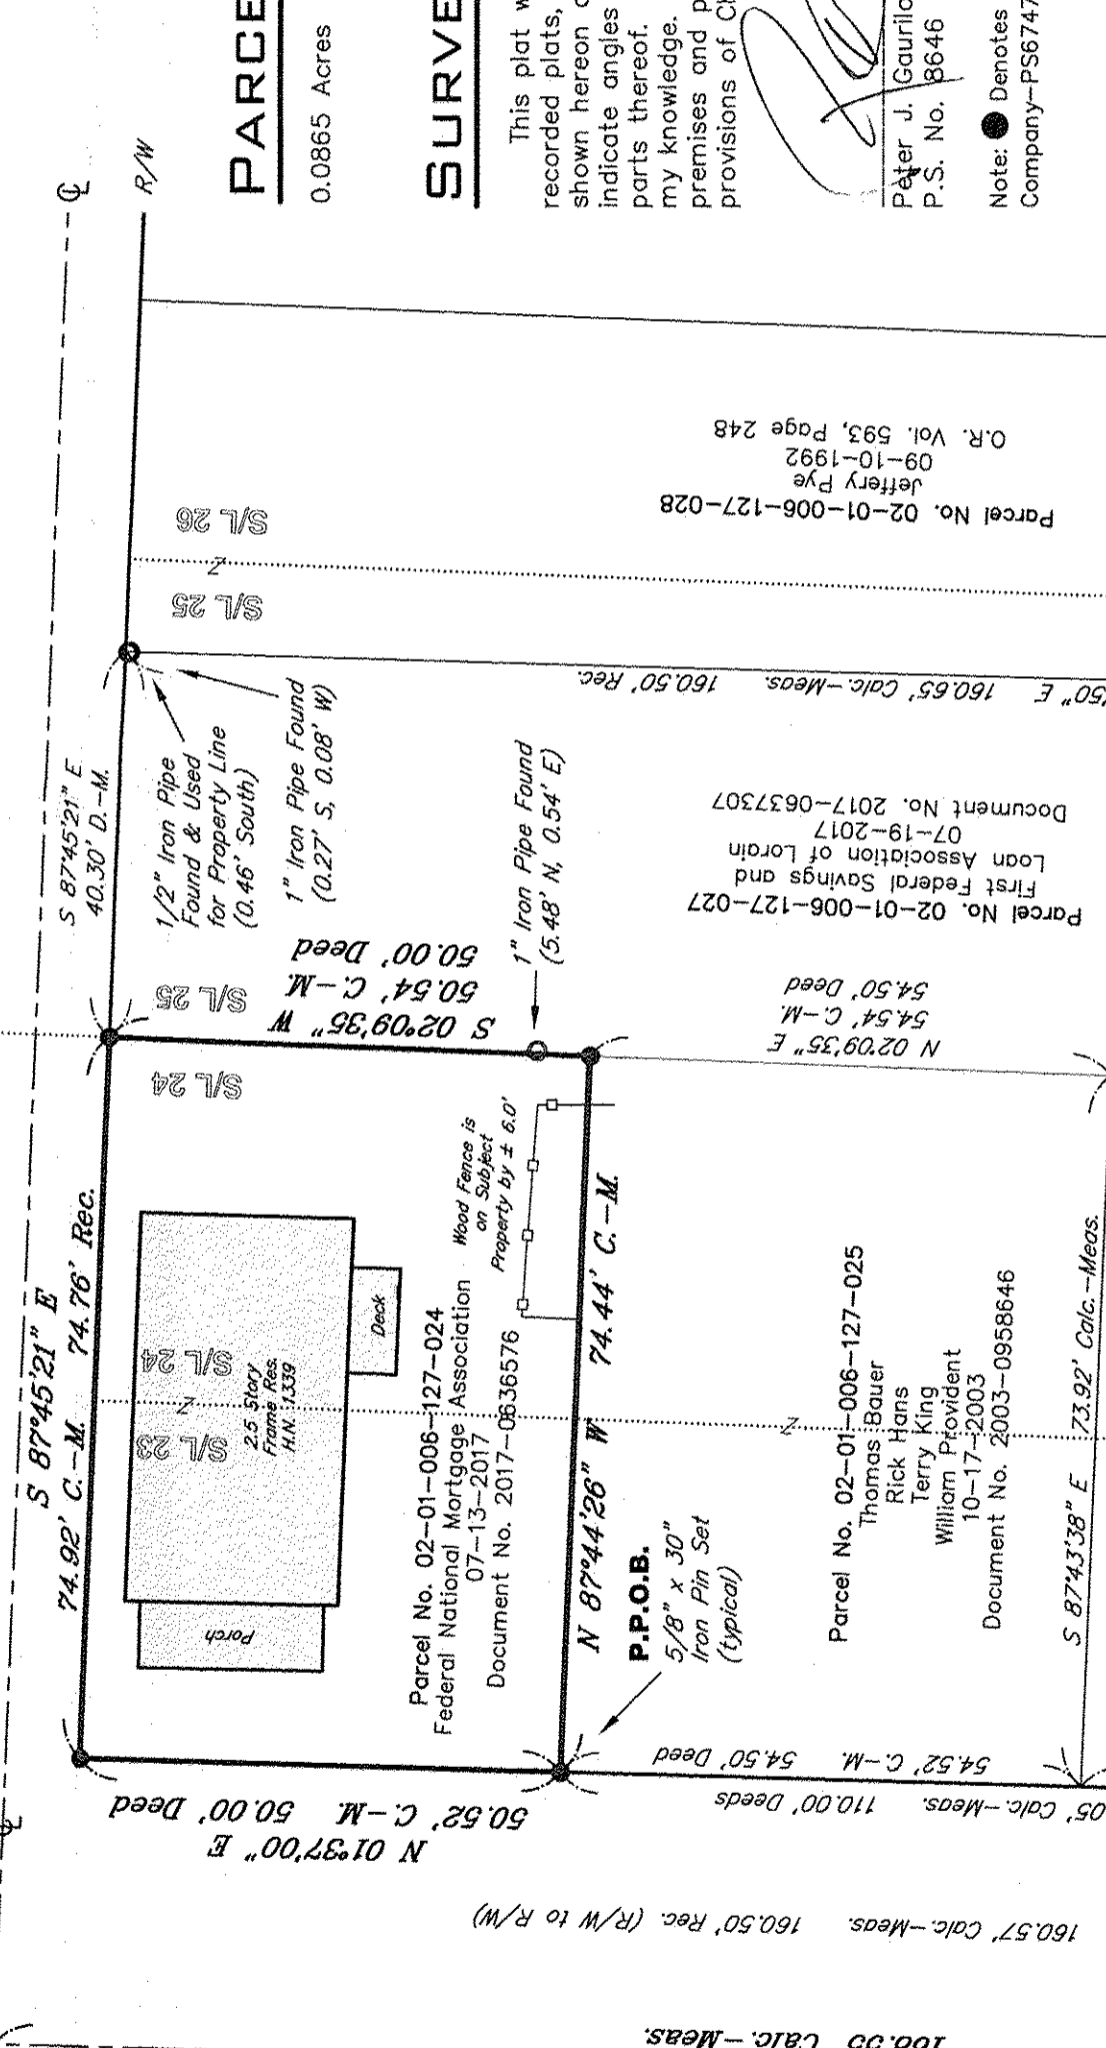 ℄
R/W
PARCE
0.0865 Acres
SURVE
This plat w
recorded plats,
shown hereon
indicate angles
parts thereof.
my knowledge.
premises and p
provisions of
Peter J. Gaurilo
P.S. No. 8646
Note: ● Denotes
Company-PS6747
O.R. Vol. 593, Page 248
09-10-1992
Jeffery Pye
Parcel No. 02-01-006-127-028
S/L 26
Z
S/L 25
'50" E 160.65' Calc.-Meas. 160.50' Rec.
S 87°45'21" E
40.30' D.-M.
1/2" Iron Pipe
Found & Used
for Property Line
(0.46' South)
1" Iron Pipe Found
(0.27' S, 0.08' W)
1" Iron Pipe Found
(5.48' N, 0.54' E)
Document No. 2017-0637307
07-19-2017
Loan Association of Lorain
First Federal Savings and
Parcel No. 02-01-006-127-027
S/L 25
50.00' Deed
50.54' C.-M.
S 02°09'35" W
54.50' Deed
54.54' C.-M.
N 02°09'35" E
S/L 24
S 87°45'21" E
74.92' C.-M. 74.76' Rec.
Wood Fence is
on Subject
Property by ± 6.0'
S/L 24
Z
S/L 23
2.5 Story
Frame Res.
H.N. 1339
Deck
Porch
Parcel No. 02-01-006-127-024
Federal National Mortgage Association
07-13-2017
Document No. 2017-0636576
N 87°44'26" W 74.44' C.-M.
P.P.O.B.
5/8" x 30"
Iron Pin Set
(typical)
Z
Parcel No. 02-01-006-127-025
Thomas Bauer
Rick Hans
Terry King
William Provident
10-17-2003
Document No. 2003-0958646
S 87°43'38" E 73.92' Calc.-Meas.
54.52' C.-M. 54.50' Deed
05' Calc.-Meas. 110.00' Deeds
50.52' C.-M. 50.00' Deed
N 01°37'00" E
160.57' Calc.-Meas. 160.50' Rec. (R/W to R/W)
Calc.-Meas.